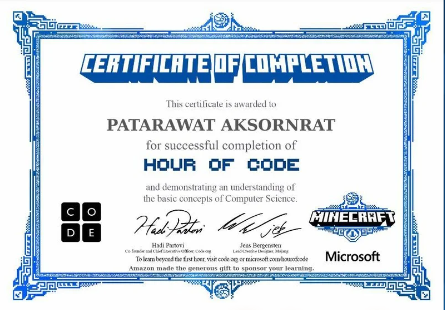 CERTIFICATE OF COMPLETION
This certificate is awarded to
PATARAWAT AKSORNRAT
for successful completion of
HOUR OF CODE
and demonstrating an understanding of
the basic concepts of Computer Science.
C O
D E
Hadi Partovi
Hadi Partovi
Co-founder and Chief Executive Officer, Code.org
Jens Bergensten
Lead Creative Designer, Mojang
MINECRAFT
Microsoft
To learn beyond the first hour, visit code.org or microsoft.com/hourofcode
Amazon made the generous gift to sponsor your learning.